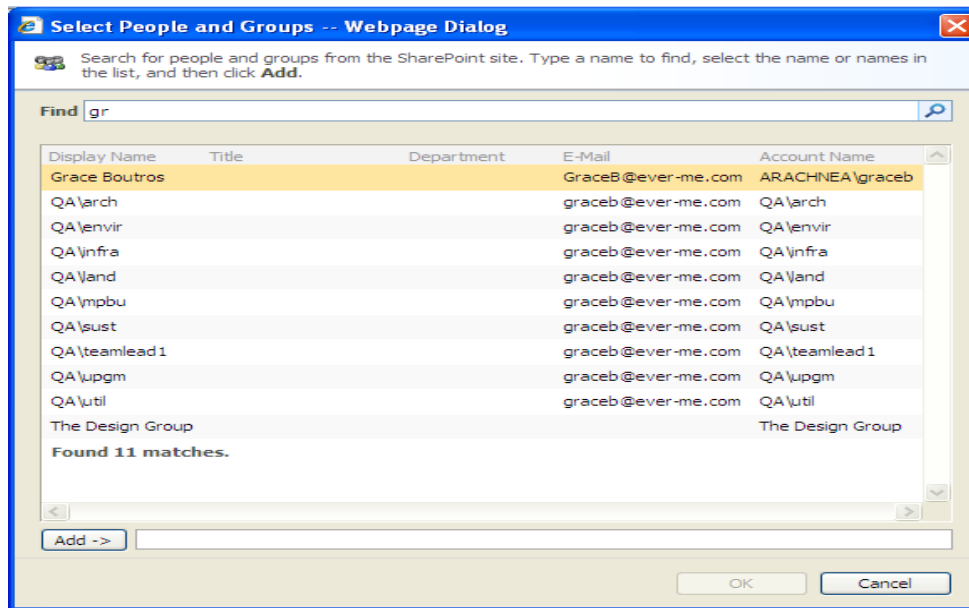 Select People and Groups -- Webpage Dialog
Search for people and groups from the SharePoint site. Type a name to find, select the name or names in
the list, and then click Add.
Find gr
Display Name Title Department E-Mail Account Name
Grace Boutros GraceB@ever-me.com ARACHNEA\graceb
QA\arch graceb@ever-me.com QA\arch
QA\envir graceb@ever-me.com QA\envir
QA\infra graceb@ever-me.com QA\infra
QA\land graceb@ever-me.com QA\land
QA\mpbu graceb@ever-me.com QA\mpbu
QA\sust graceb@ever-me.com QA\sust
QA\teamlead1 graceb@ever-me.com QA\teamlead1
QA\upgm graceb@ever-me.com QA\upgm
QA\util graceb@ever-me.com QA\util
The Design Group The Design Group
Found 11 matches.
Add ->
OK Cancel